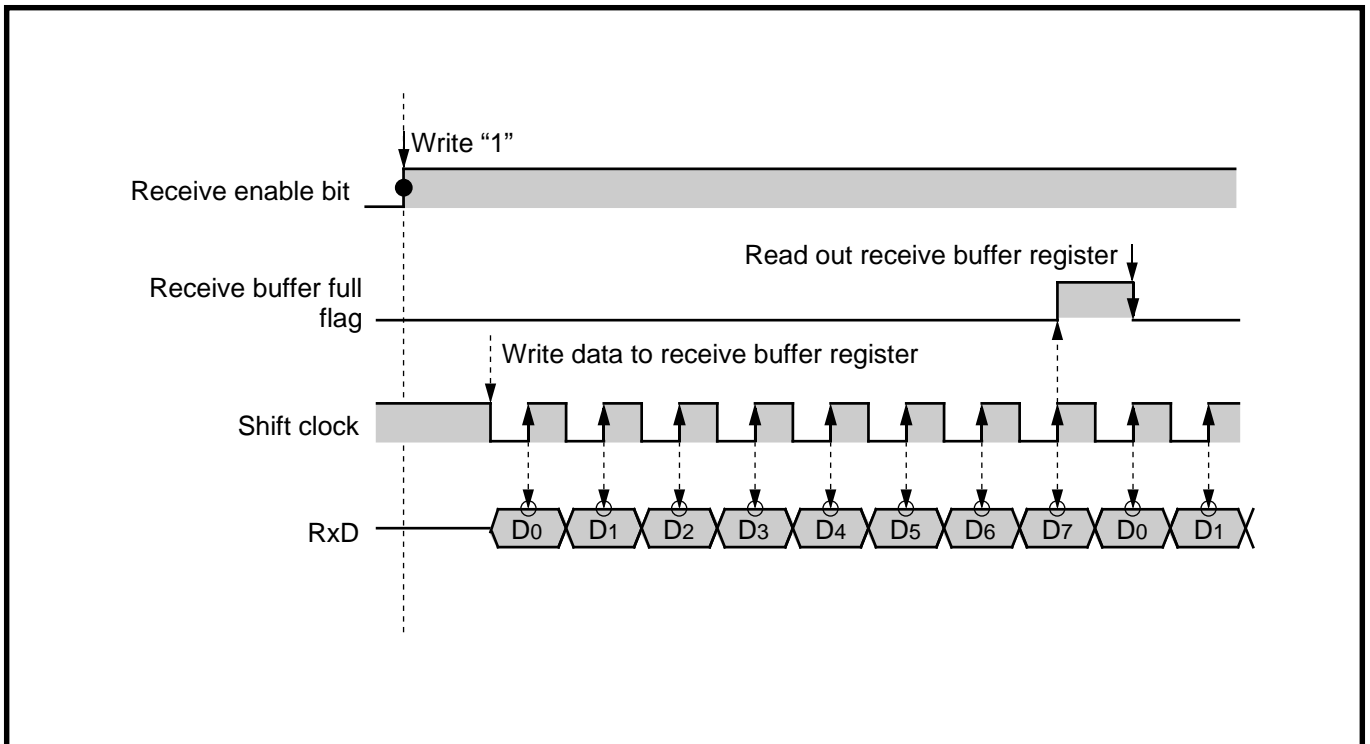 Write “1”
Receive enable bit
Read out receive buffer register
Receive buffer full
flag
Write data to receive buffer register
Shift clock
RxD
D0 D1 D2 D3 D4 D5 D6 D7 D0 D1